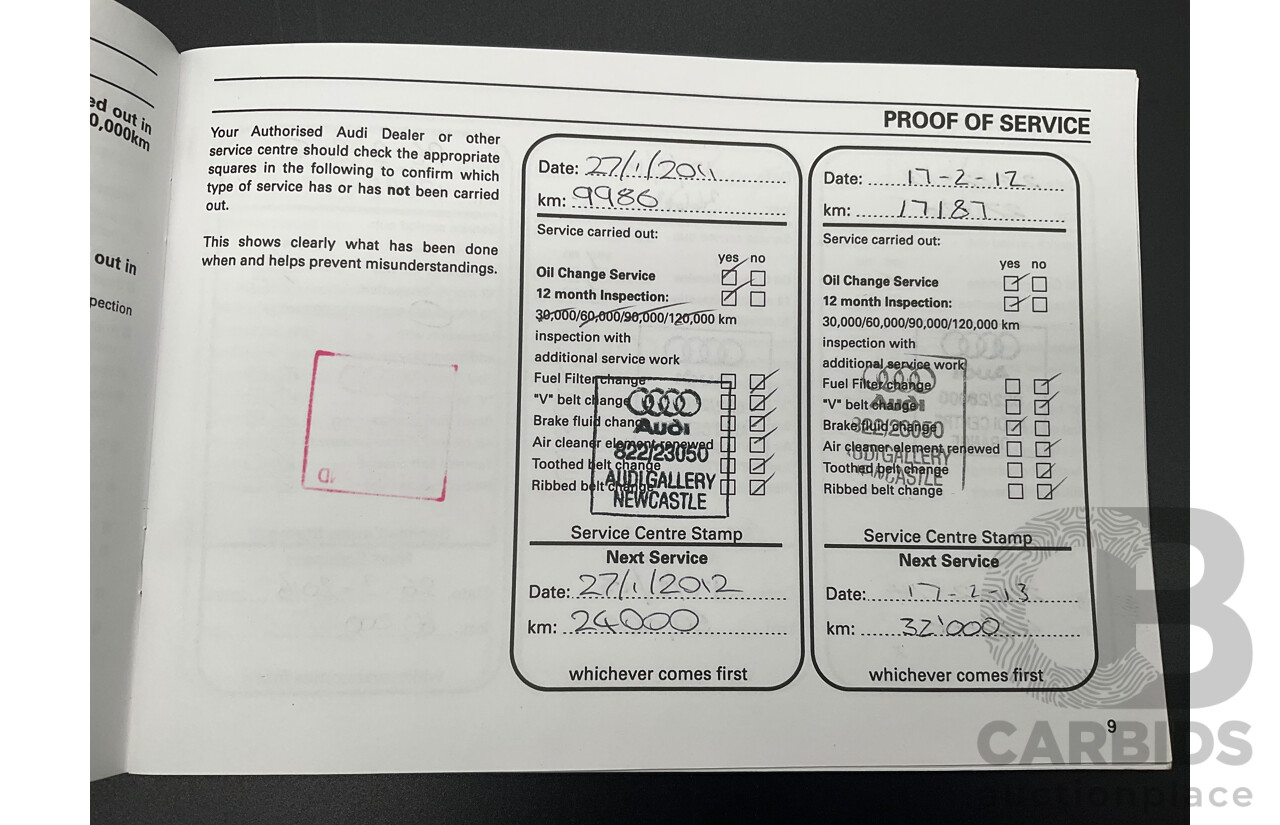 ed out in
0,000km
out in
pection
PROOF OF SERVICE
Your Authorised Audi Dealer or other
service centre should check the appropriate
squares in the following to confirm which
type of service has or has not been carried
out.
This shows clearly what has been done
when and helps prevent misunderstandings.
Date: 27/1/2011
km: 9986
Service carried out:
yes no
Oil Change Service
12 month Inspection:
30,000/60,000/90,000/120,000 km
inspection with
additional service work
Fuel Filter change
"V" belt change
Brake fluid change
Air cleaner element renewed
Toothed belt change
Ribbed belt change
Audi
822/23050
AUDI GALLERY
NEWCASTLE
Service Centre Stamp
Next Service
Date: 27/1/2012
km: 24000
whichever comes first
Date: 17-2-12
km: 17187
Service carried out:
yes no
Oil Change Service
12 month Inspection:
30,000/60,000/90,000/120,000 km
inspection with
additional service work
Fuel Filter change
"V" belt change
Brake fluid change
Air cleaner element renewed
Toothed belt change
Ribbed belt change
Audi
822/23050
UDI GALLERY
Service Centre Stamp
Next Service
Date: 17-2-13
km: 32'000
whichever comes first
9
CARBIDS
auctionplace